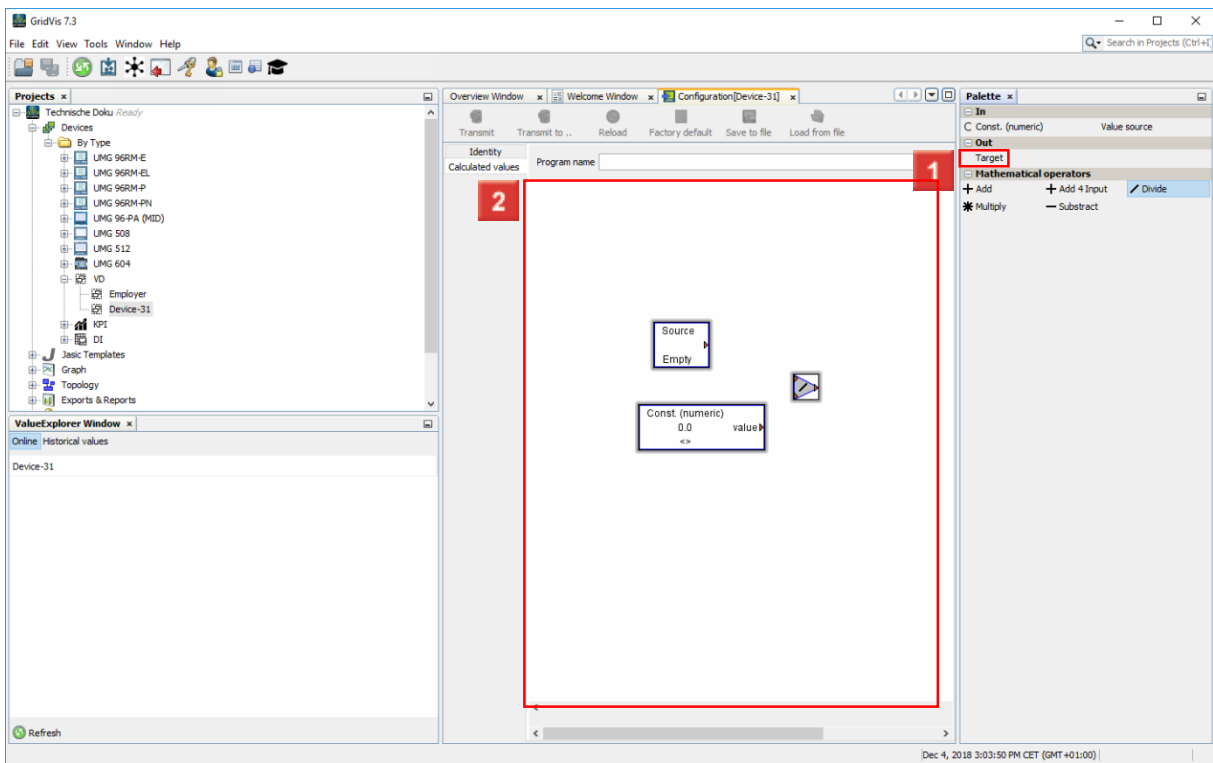 GridVis 7.3
File Edit View Tools Window Help
Search in Projects (Ctrl+I
Projects
Technische Doku Ready
Devices
By Type
UMG 96RM-E
UMG 96RM-EL
UMG 96RM-P
UMG 96RM-PN
UMG 96-PA (MID)
UMG 508
UMG 512
UMG 604
VD
Employer
Device-31
KPI
DI
Jasic Templates
Graph
Topology
Exports & Reports
ValueExplorer Window
Online Historical values
Device-31
Refresh
Overview Window Welcome Window Configuration[Device-31]
Transmit Transmit to .. Reload Factory default Save to file Load from file
Identity
Calculated values
Program name
1
2
Source
Empty
Const. (numeric)
0.0 value
<>
Palette
In
C Const. (numeric) Value source
Out
Target
Mathematical operators
Add Add 4 Input Divide
Multiply Substract
Dec 4, 2018 3:03:50 PM CET (GMT+01:00)